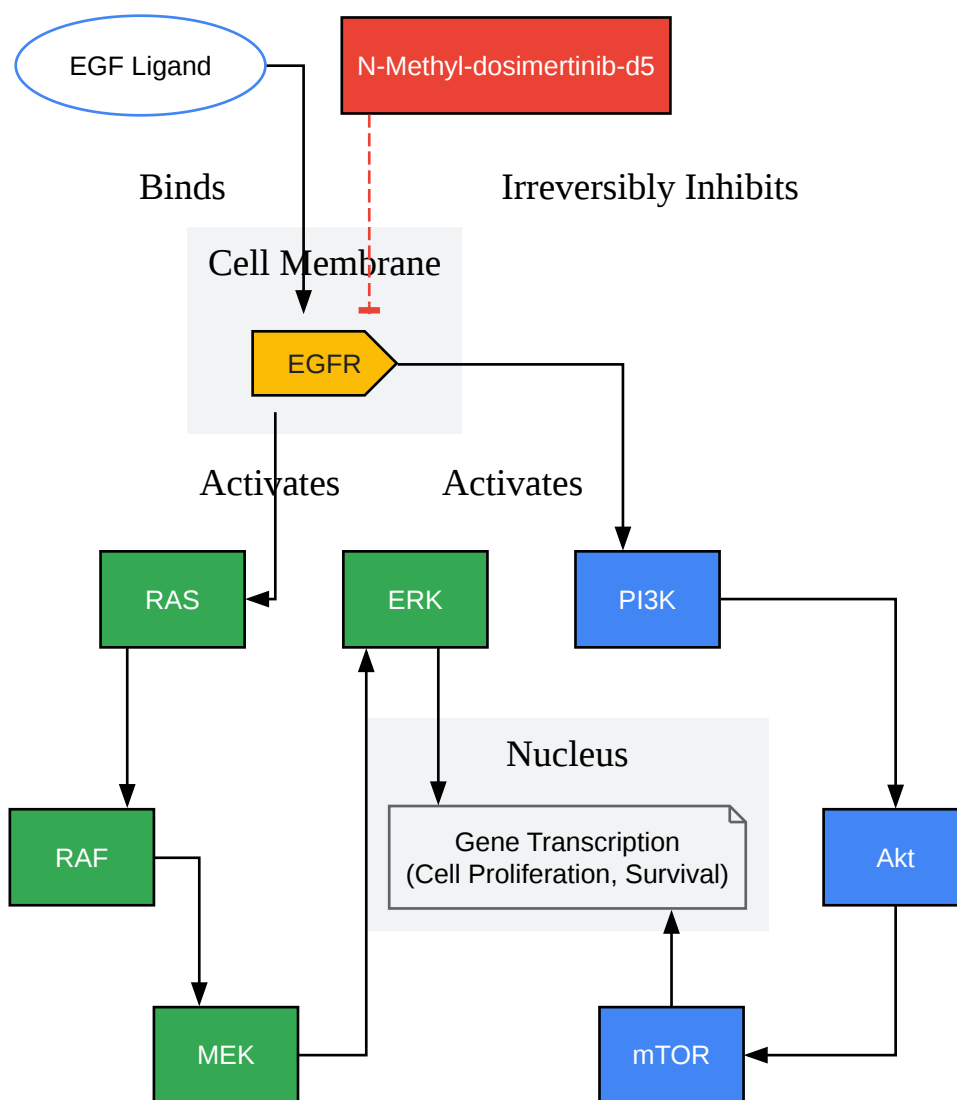 EGF Ligand
N-Methyl-dosimertinib-d5
Binds
Irreversibly Inhibits
Cell Membrane
EGFR
Activates
Activates
RAS
ERK
PI3K
Nucleus
Gene Transcription
(Cell Proliferation, Survival)
RAF
Akt
MEK
mTOR